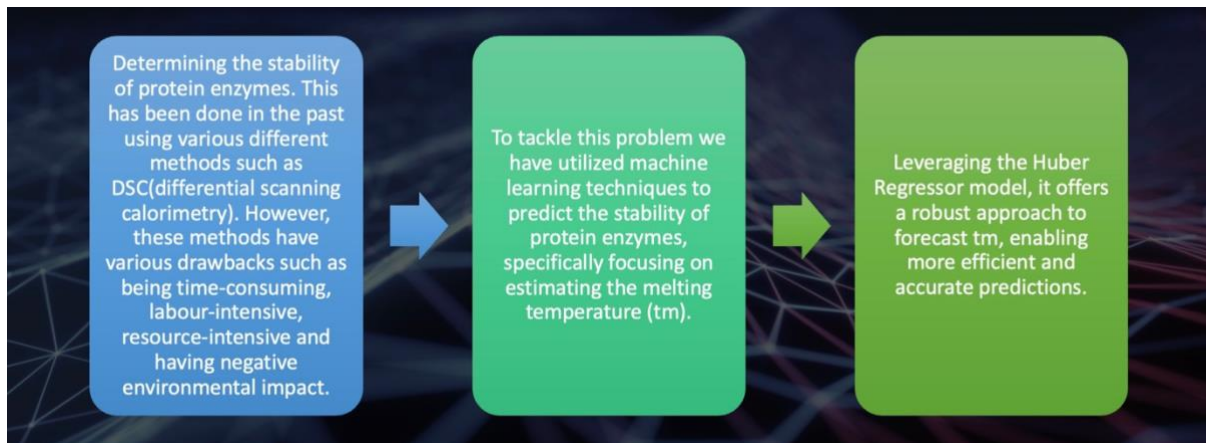 Determining the stability
of protein enzymes. This
has been done in the past
using various different
methods such as
DSC(differential scanning
calorimetry). However,
these methods have
various drawbacks such as
being time-consuming,
labour-intensive,
resource-intensive and
having negative
environmental impact.
To tackle this problem we
have utilized machine
learning techniques to
predict the stability of
protein enzymes,
specifically focusing on
estimating the melting
temperature (tm).
Leveraging the Huber
Regressor model, it offers
a robust approach to
forecast tm, enabling
more efficient and
accurate predictions.